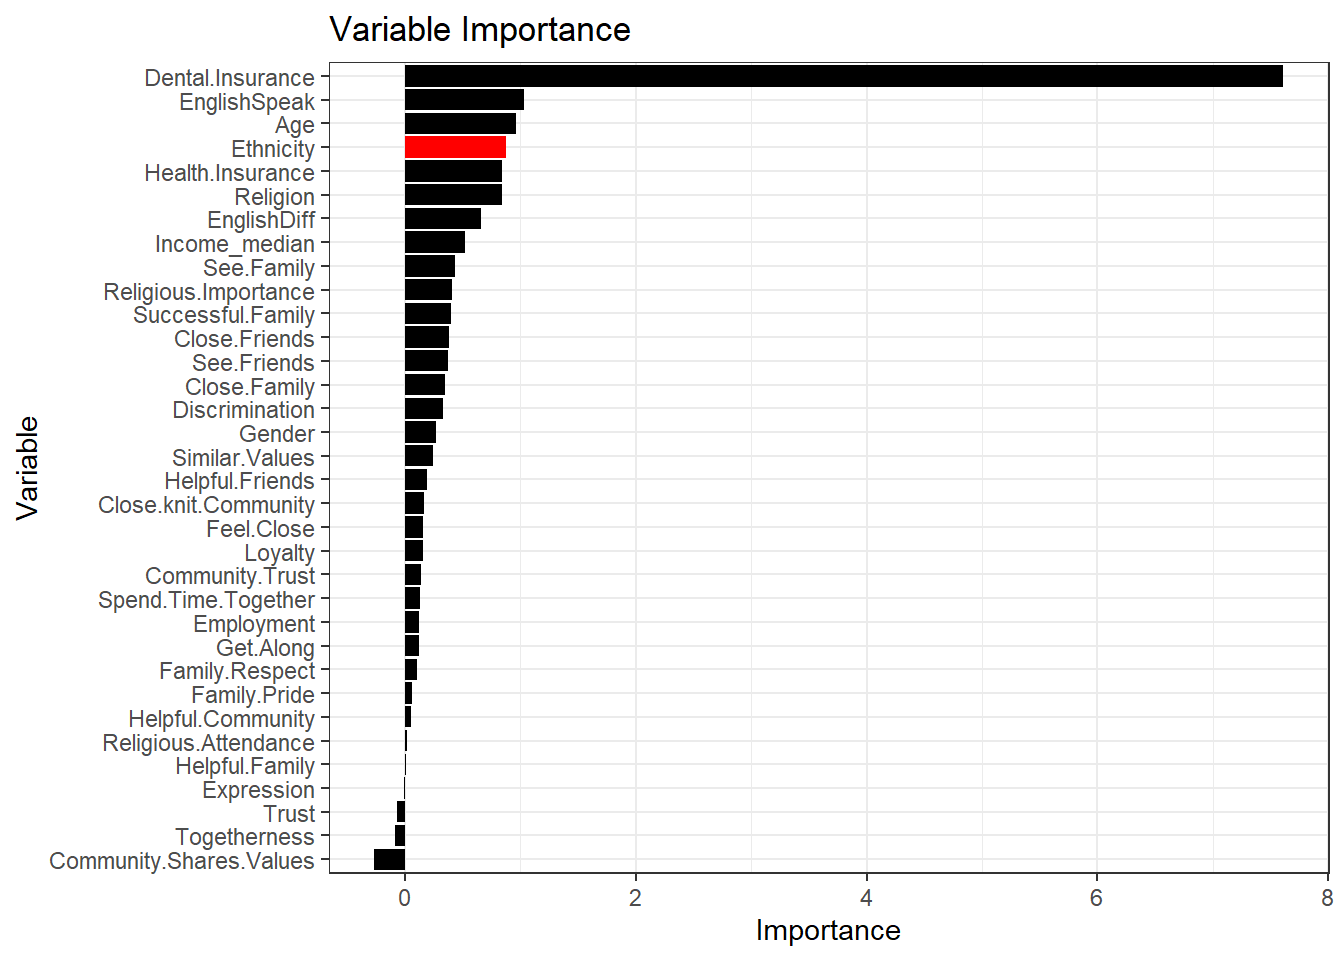 Variable Importance
Dental.Insurance
EnglishSpeak
Age
Ethnicity
Health.Insurance
Religion
EnglishDiff
Income_median
See.Family
Religious.Importance
Successful.Family
Close.Friends
See.Friends
Close.Family
Discrimination
Gender
Similar.Values
Helpful.Friends
Close.knit.Community
Feel.Close
Loyalty
Community.Trust
Spend.Time.Together
Employment
Get.Along
Family.Respect
Family.Pride
Helpful.Community
Religious.Attendance
Helpful.Family
Expression
Trust
Togetherness
Community.Shares.Values
Variable
0 2 4 6 8
Importance